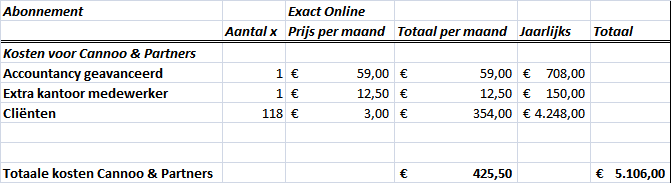 Abonnement Exact Online
Aantal x Prijs per maand Totaal per maand Jaarlijks Totaal
Kosten voor Cannoo & Partners
Accountancy geavanceerd 1 € 59,00 € 59,00 € 708,00
Extra kantoor medewerker 1 € 12,50 € 12,50 € 150,00
Cliënten 118 € 3,00 € 354,00 € 4.248,00
Totaale kosten Cannoo & Partners € 425,50 € 5.106,00